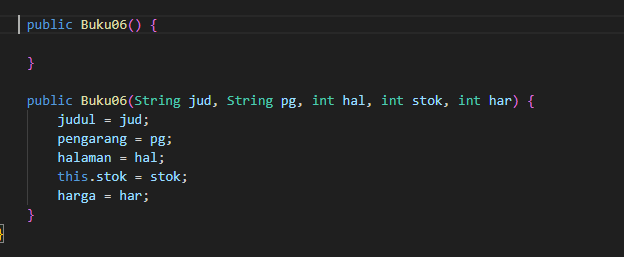 public Buku06() {
}
public Buku06(String jud, String pg, int hal, int stok, int har) {
judul = jud;
pengarang = pg;
halaman = hal;
this.stok = stok;
harga = har;
}
}